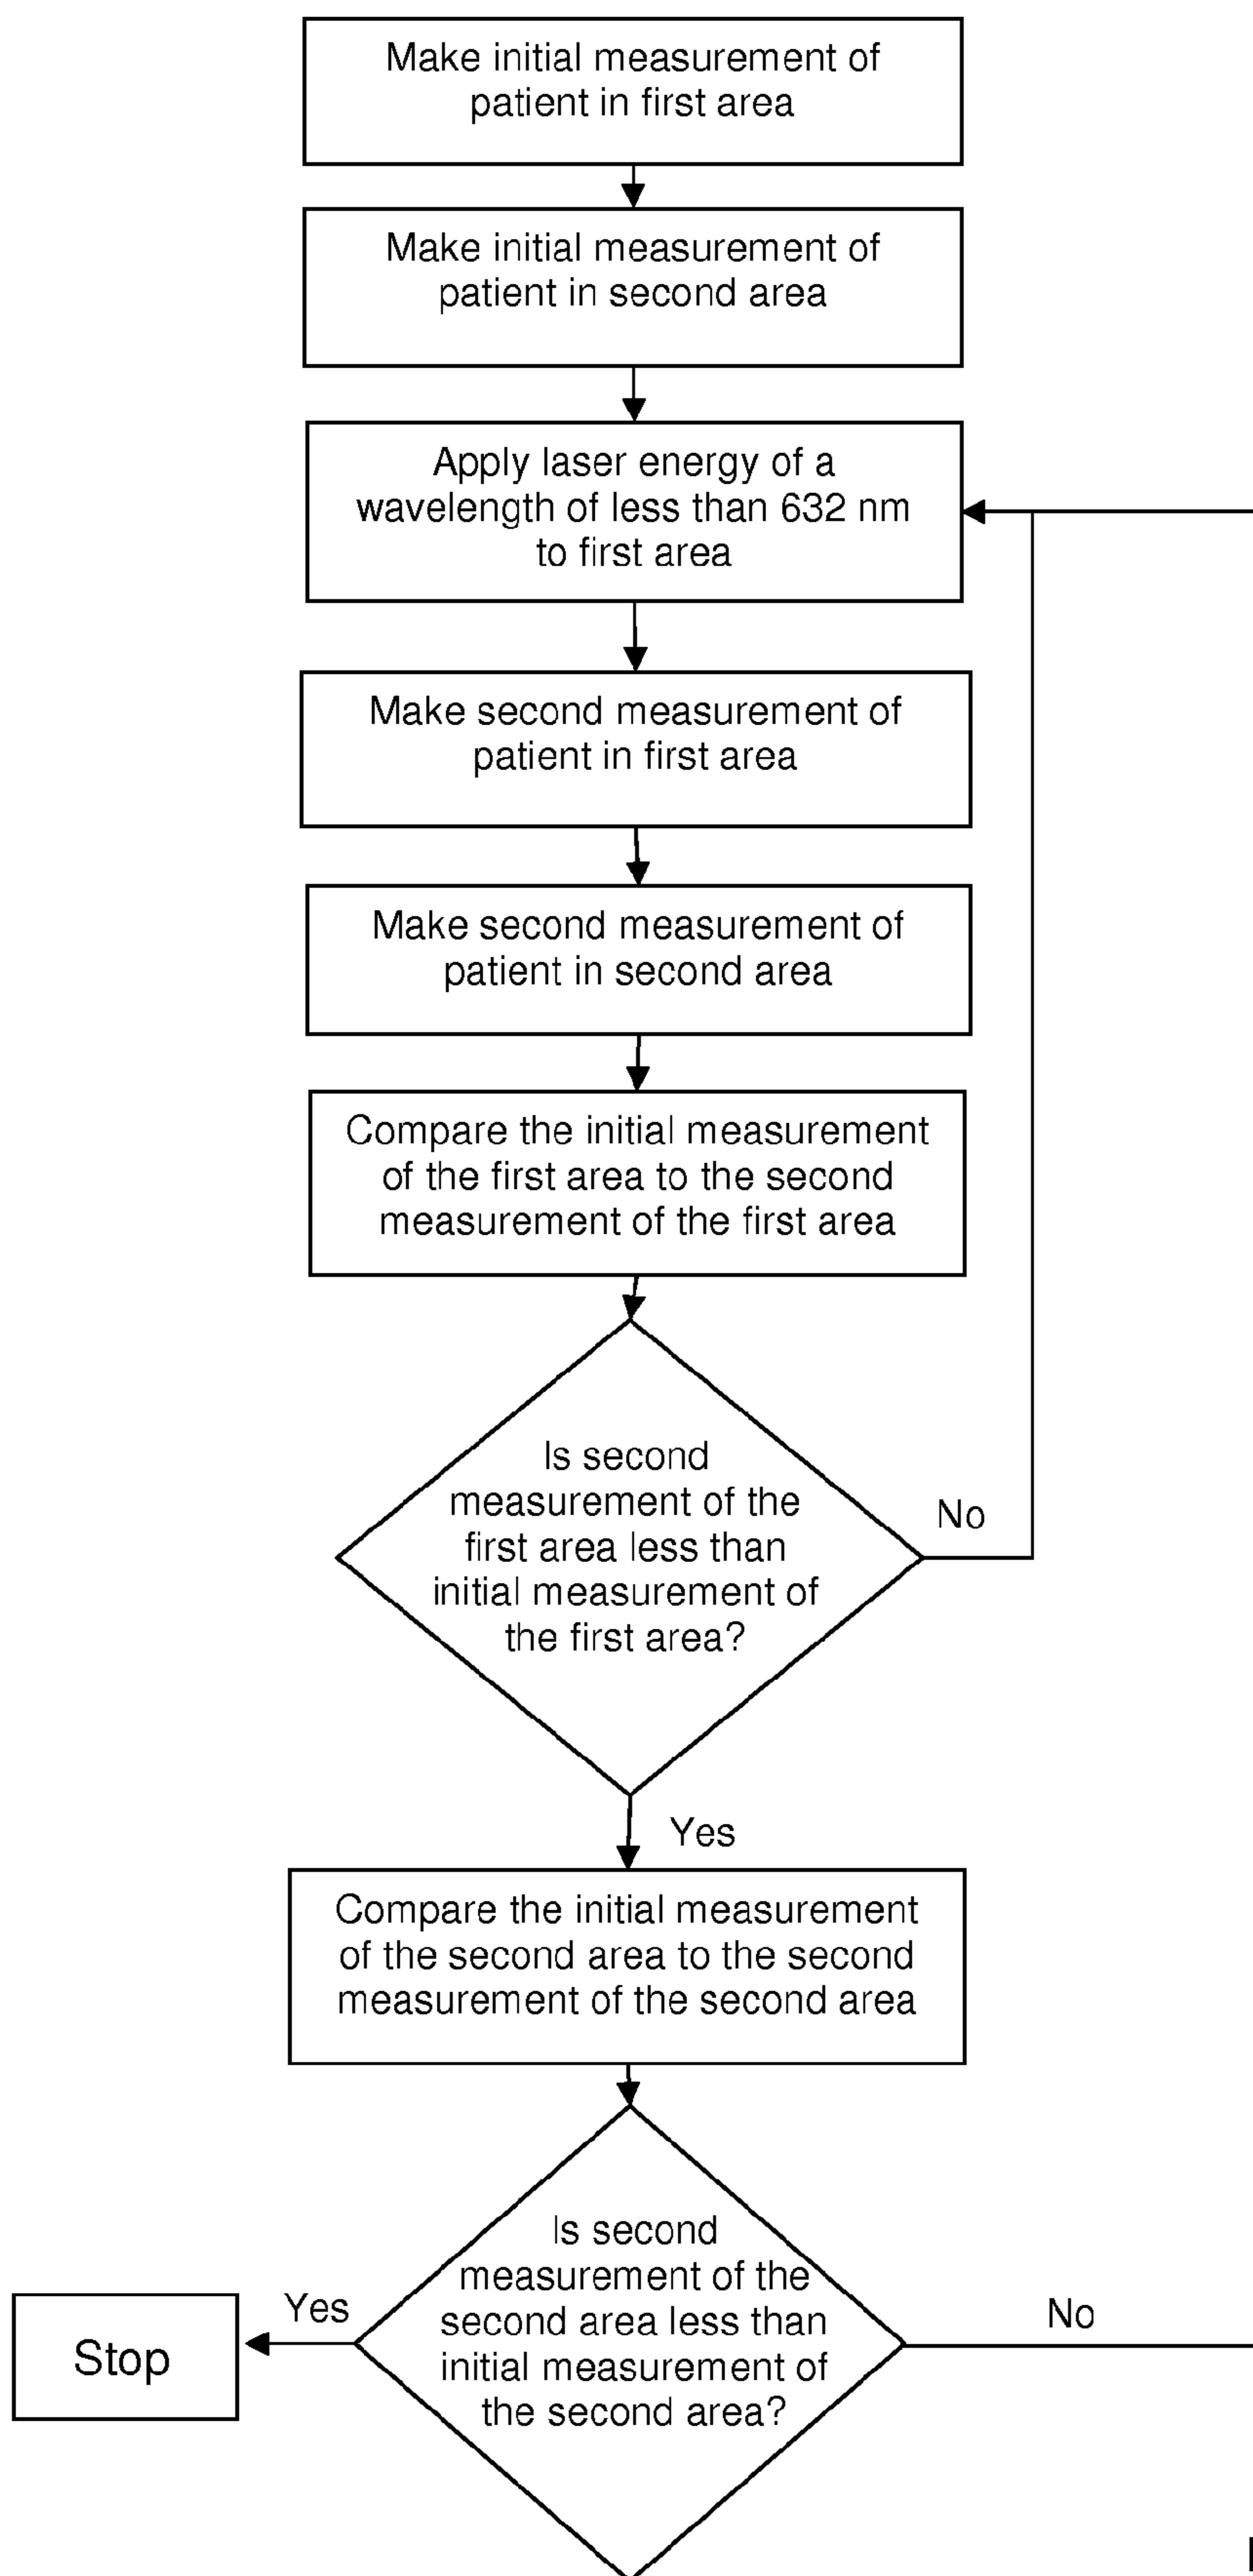 Make initial measurement of
patient in first area
Make initial measurement of
patient in second area
Apply laser energy of a
wavelength of less than 632 nm
to first area
Make second measurement of
patient in first area
Make second measurement of
patient in second area
Compare the initial measurement
of the first area to the second
measurement of the first area
Is second
measurement of the
first area less than
initial measurement of
the first area?
No
Yes
Compare the initial measurement
of the second area to the second
measurement of the second area
Is second
measurement of the
second area less than
initial measurement of
the second area?
Yes
No
Stop